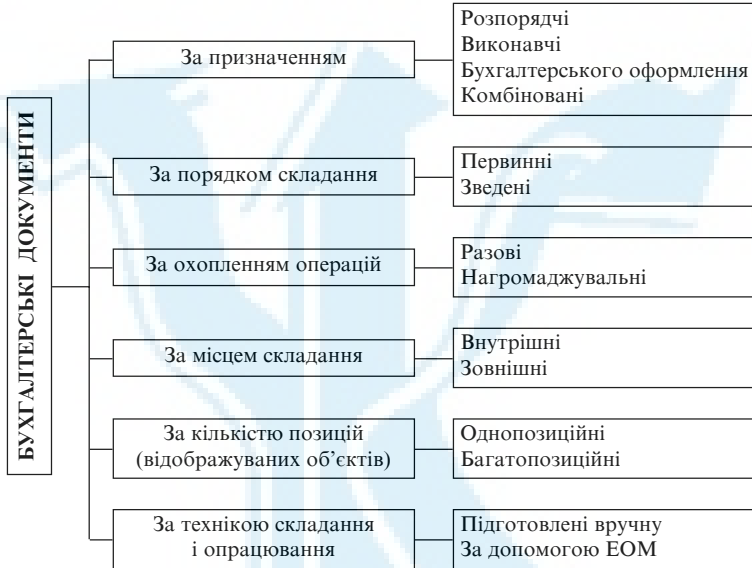 БУХГАЛТЕРСЬКІ ДОКУМЕНТИ
За призначенням
Розпорядчі
Виконавчі
Бухгалтерського оформлення
Комбіновані
За порядком складання
Первинні
Зведені
За охопленням операцій
Разові
Нагромаджувальні
За місцем складання
Внутрішні
Зовнішні
За кількістю позицій
(відображуваних об’єктів)
Однопозиційні
Багатопозиційні
За технікою складання
і опрацювання
Підготовлені вручну
За допомогою ЕОМ